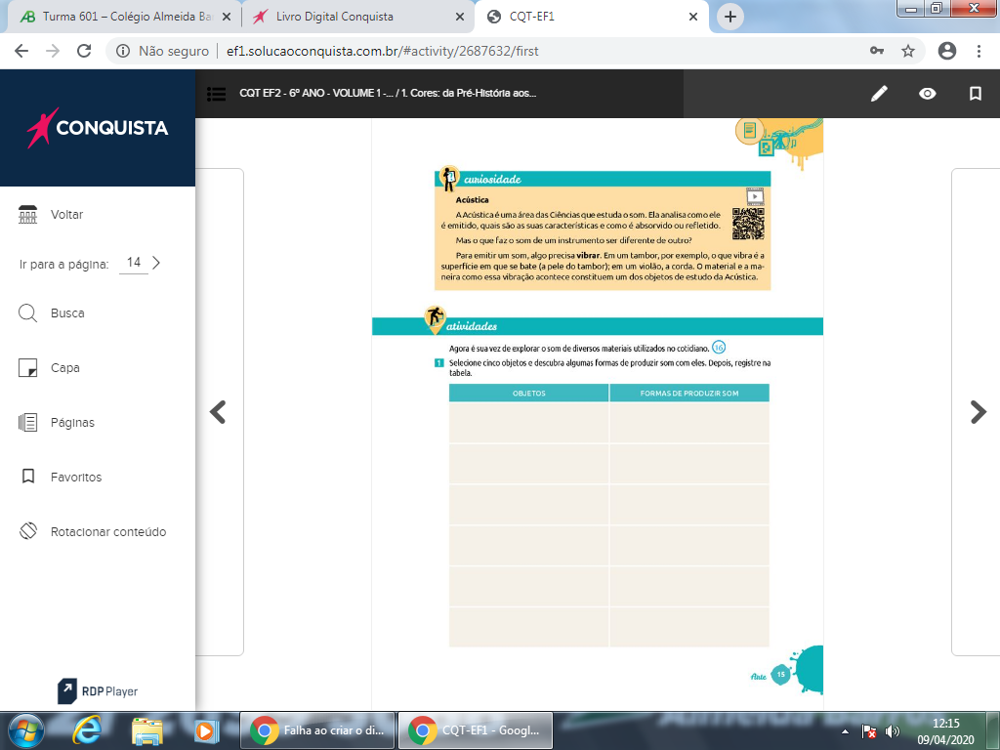 Turma 601 – Colégio Almeida Ba
Livro Digital Conquista
CQT-EF1
Não seguro
ef1.solucaoconquista.com.br/#activity/2687632/first
CONQUISTA
CQT EF2 - 6º ANO - VOLUME 1 -... / 1. Cores: da Pré-História aos...
Voltar
Ir para a página: 14
Busca
Capa
Páginas
Favoritos
Rotacionar conteúdo
RDP Player
curiosidade
Acústica
A Acústica é uma área das Ciências que estuda o som. Ela analisa como ele
é emitido, quais são as suas características e como é absorvido ou refletido.
Mas o que faz o som de um instrumento ser diferente de outro?
Para emitir um som, algo precisa vibrar. Em um tambor, por exemplo, o que vibra é a
superfície em que se bate (a pele do tambor); em um violão, a corda. O material e a ma-
neira como essa vibração acontece constituem um dos objetos de estudo da Acústica.
atividades
Agora é sua vez de explorar o som de diversos materiais utilizados no cotidiano. 16
1 Selecione cinco objetos e descubra algumas formas de produzir som com eles. Depois, registre na
tabela.
OBJETOS
FORMAS DE PRODUZIR SOM
Arte 15
Falha ao criar o di...
CQT-EF1 - Googl...
12:15
09/04/2020